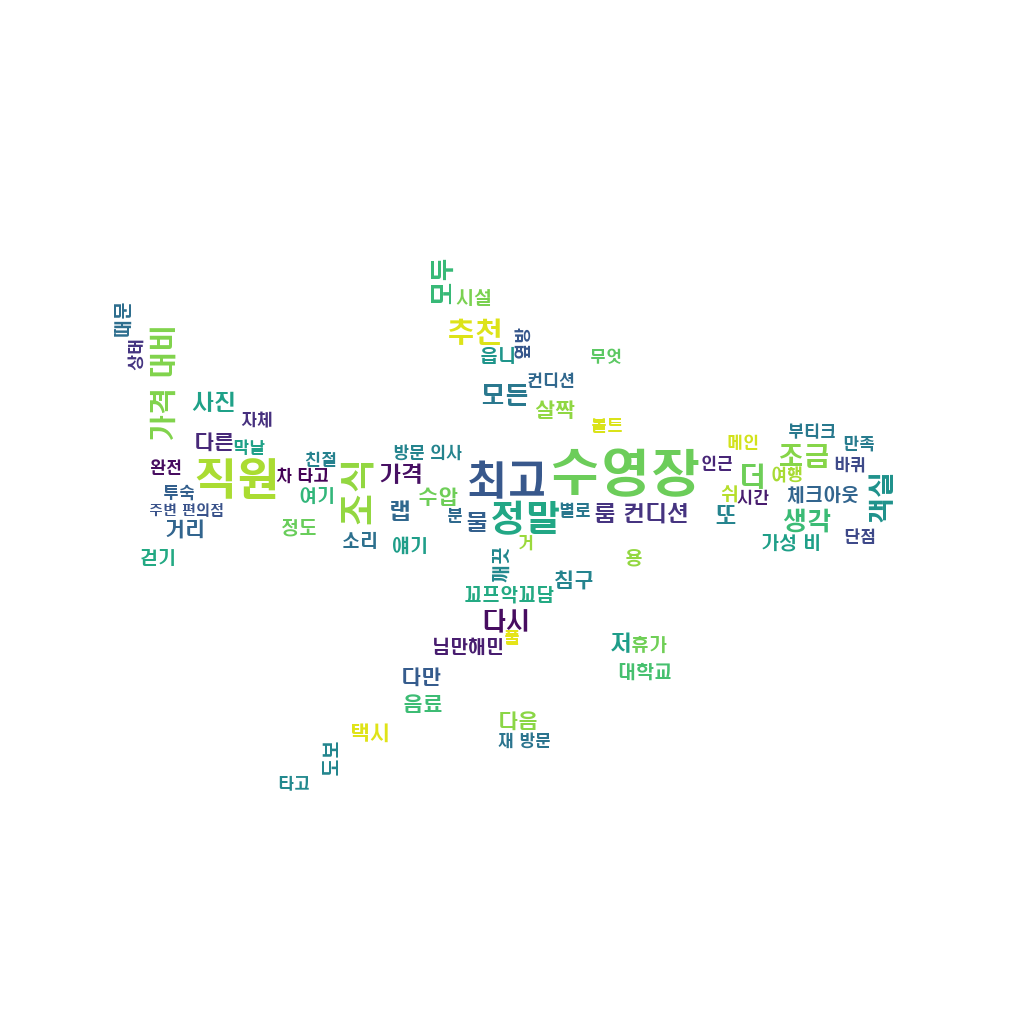 모두
시설
때문
추천
가격 대비
상태
옆방
읍니
무엇
컨디션
모든
사진
살짝
자체
볼드
부티크
다른
막날
메인
만족
방문 의사
친절
조금
완전
직원
차 타고
조식
가격
최고
수영장
인근
더
여행
바퀴
투숙
여기
수압
쉬
시간
체크아웃
객실
주변 편의점
랩
분
물
정말
별로
룸 컨디션
또
생각
거리
정도
소리
얘기
거
가성 비
단점
걷기
깨끗
용
침구
꼬프악꼬담
다시
풀
님만해민
저
휴가
다만
대학교
음료
다음
택시
재 방문
도보
타고